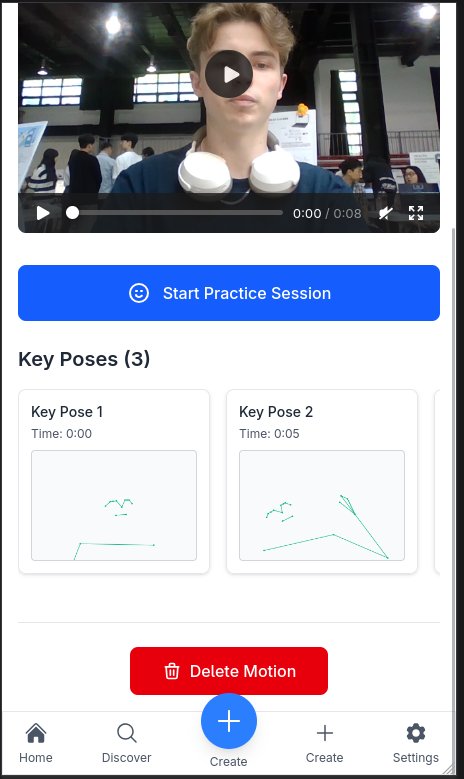 0:00 / 0:08
Start Practice Session
Key Poses (3)
Key Pose 1
Time: 0:00
Key Pose 2
Time: 0:05
Delete Motion
Home
Discover
Create
Create
Settings